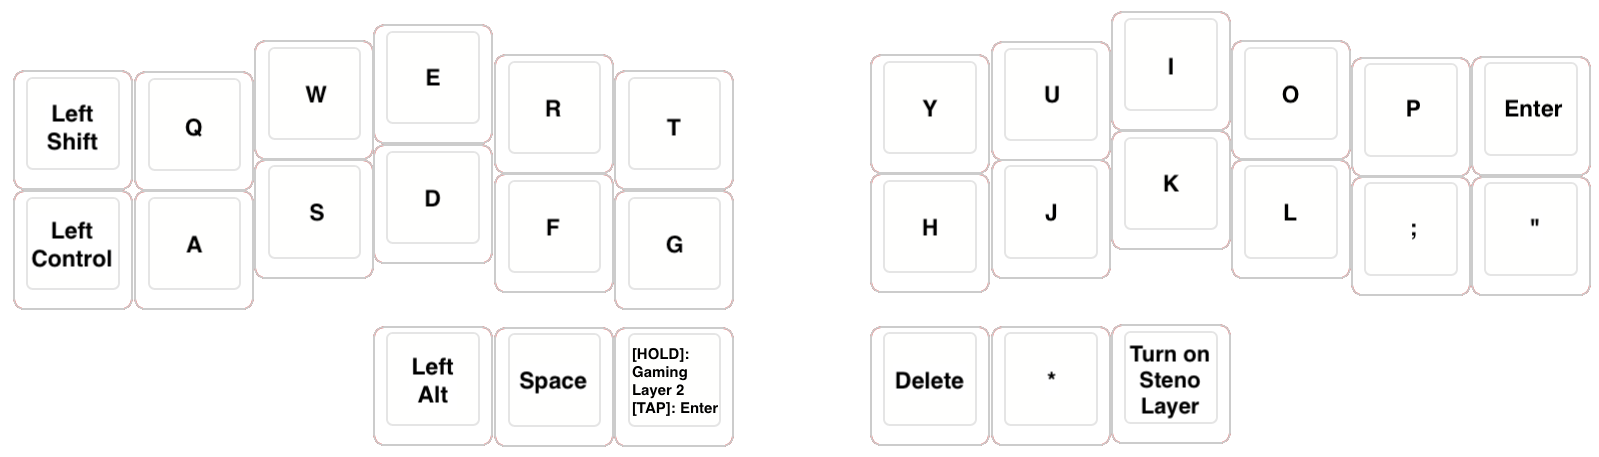 Left
Shift
Q
W
E
R
T
Y
U
I
O
P
Enter
Left
Control
A
S
D
F
G
H
J
K
L
;
"
Left
Alt
Space
[HOLD]:
Gaming
Layer 2
[TAP]: Enter
Delete
*
Turn on
Steno
Layer